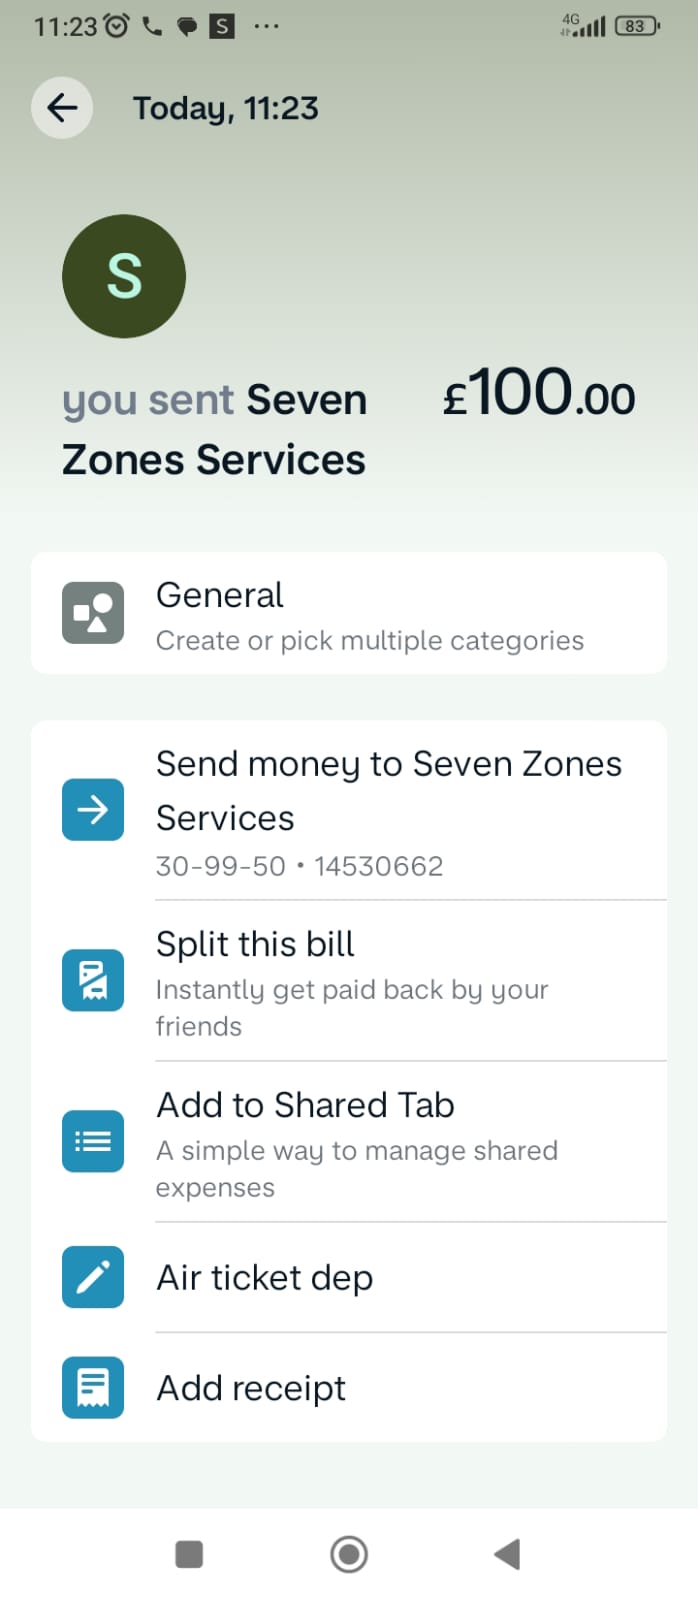 11:23 S ...
4G 83
Today, 11:23
S
you sent Seven £100.00
Zones Services
General
Create or pick multiple categories
Send money to Seven Zones
Services
30-99-50 • 14530662
Split this bill
Instantly get paid back by your
friends
Add to Shared Tab
A simple way to manage shared
expenses
Air ticket dep
Add receipt